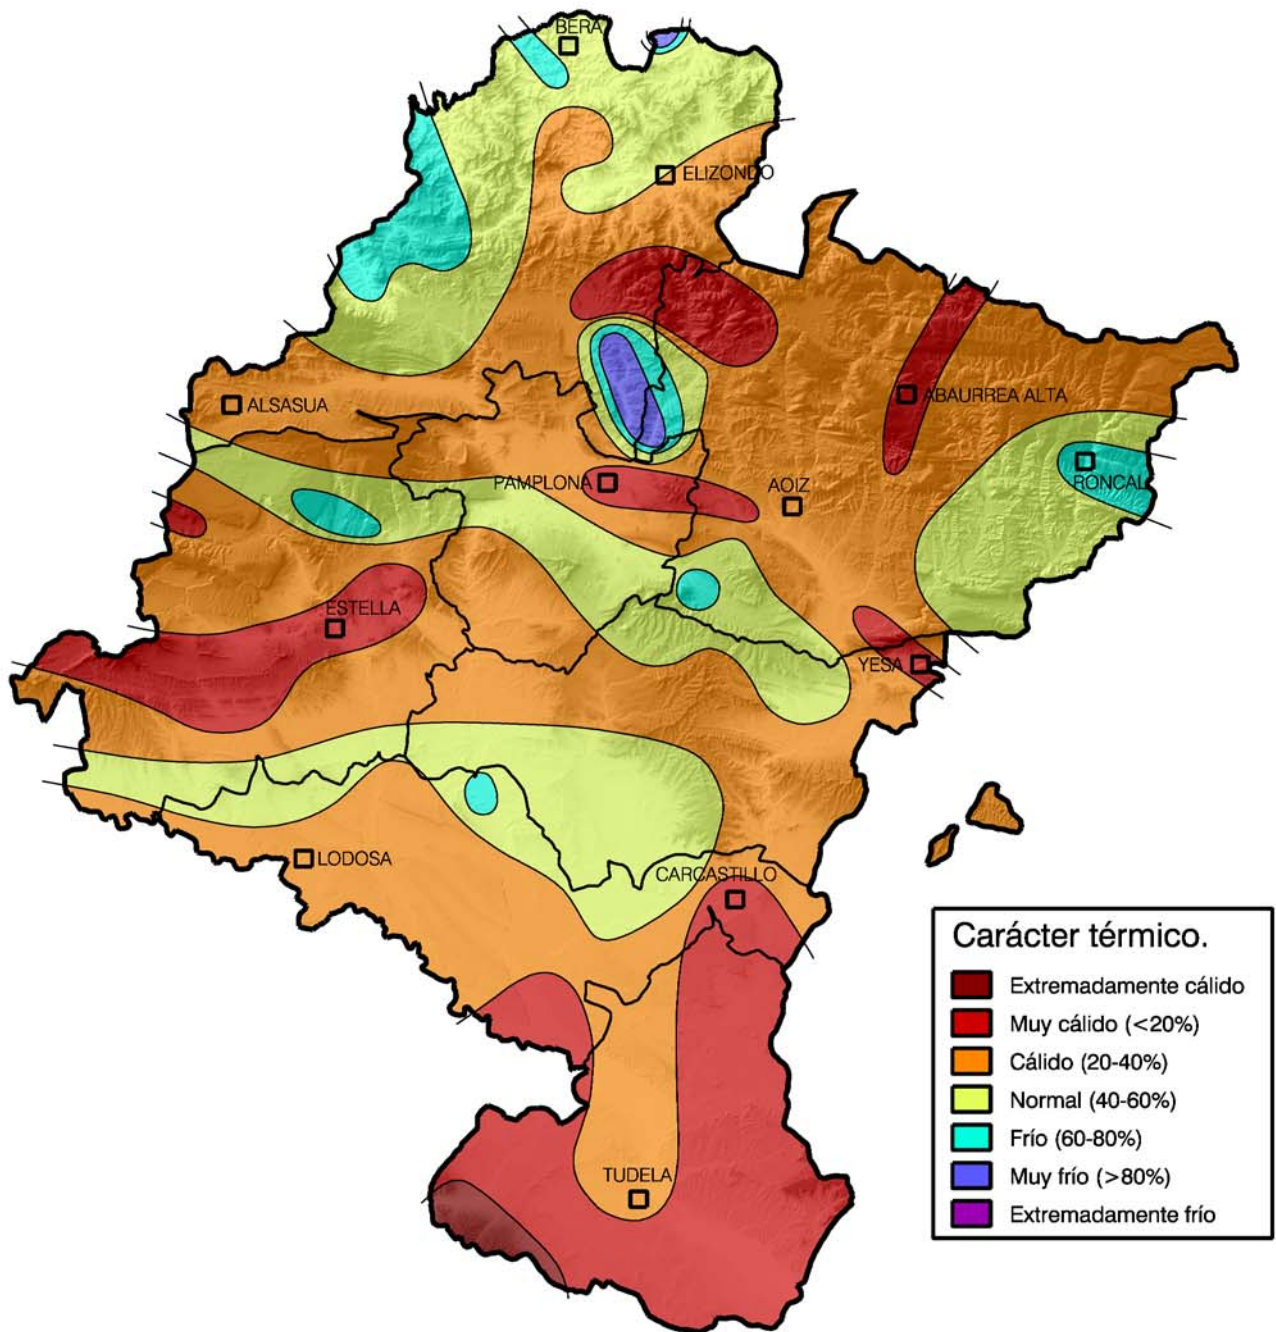 BERA
ELIZONDO
ALSASUA
ABAURREA ALTA
PAMPLONA
AOIZ
RONCAL
ESTELLA
YESA
LODOSA
CARCASTILLO
TUDELA
Carácter térmico.
Extremadamente cálido
Muy cálido (<20%)
Cálido (20-40%)
Normal (40-60%)
Frío (60-80%)
Muy frío (>80%)
Extremadamente frío